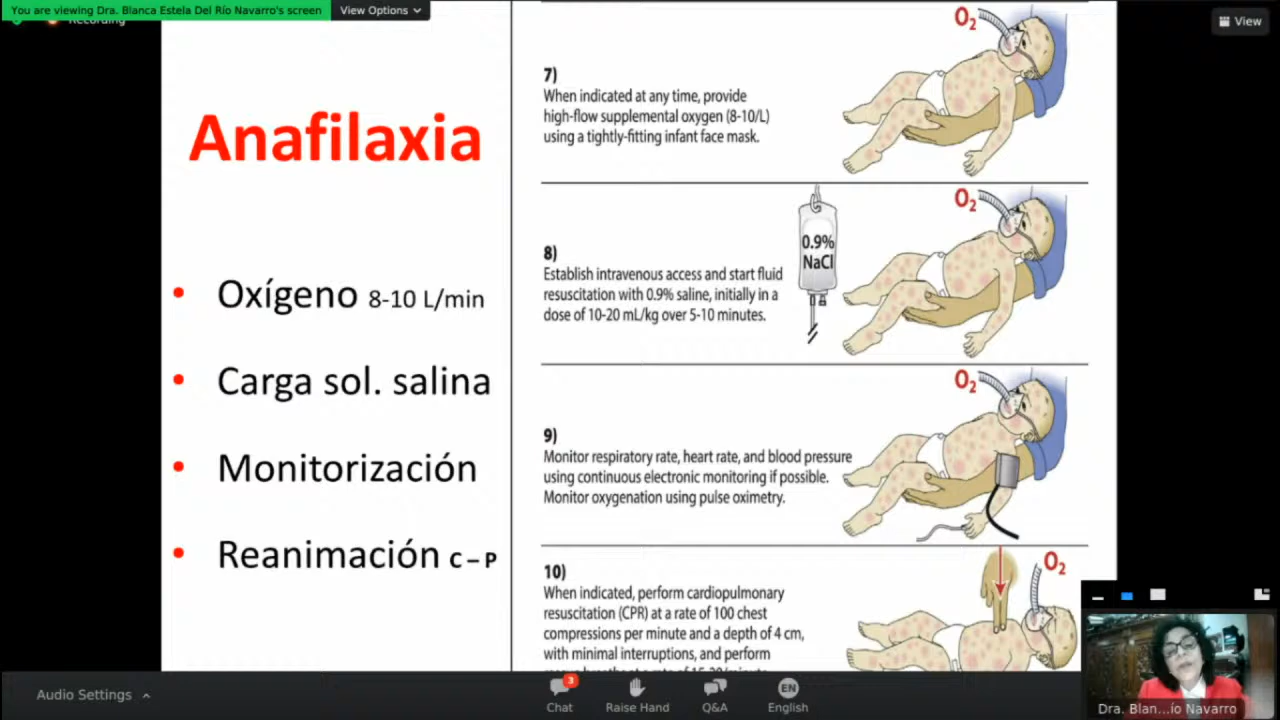 You are viewing Dra. Blanca Estela Del Río Navarro's screen
View Options
Recording
View
Anafilaxia
• Oxígeno 8-10 L/min
• Carga sol. salina
• Monitorización
• Reanimación C – P
7)
When indicated at any time, provide
high-flow supplemental oxygen (8-10/L)
using a tightly-fitting infant face mask.
O₂
8)
Establish intravenous access and start fluid
resuscitation with 0.9% saline, initially in a
dose of 10-20 mL/kg over 5-10 minutes.
0.9%
NaCl
O₂
9)
Monitor respiratory rate, heart rate, and blood pressure
using continuous electronic monitoring if possible.
Monitor oxygenation using pulse oximetry.
O₂
10)
When indicated, perform cardiopulmonary
resuscitation (CPR) at a rate of 100 chest
compressions per minute and a depth of 4 cm,
with minimal interruptions, and perform
O₂
Dra. Blan...ío Navarro
Audio Settings
3
Chat
Raise Hand
Q&A
EN
English